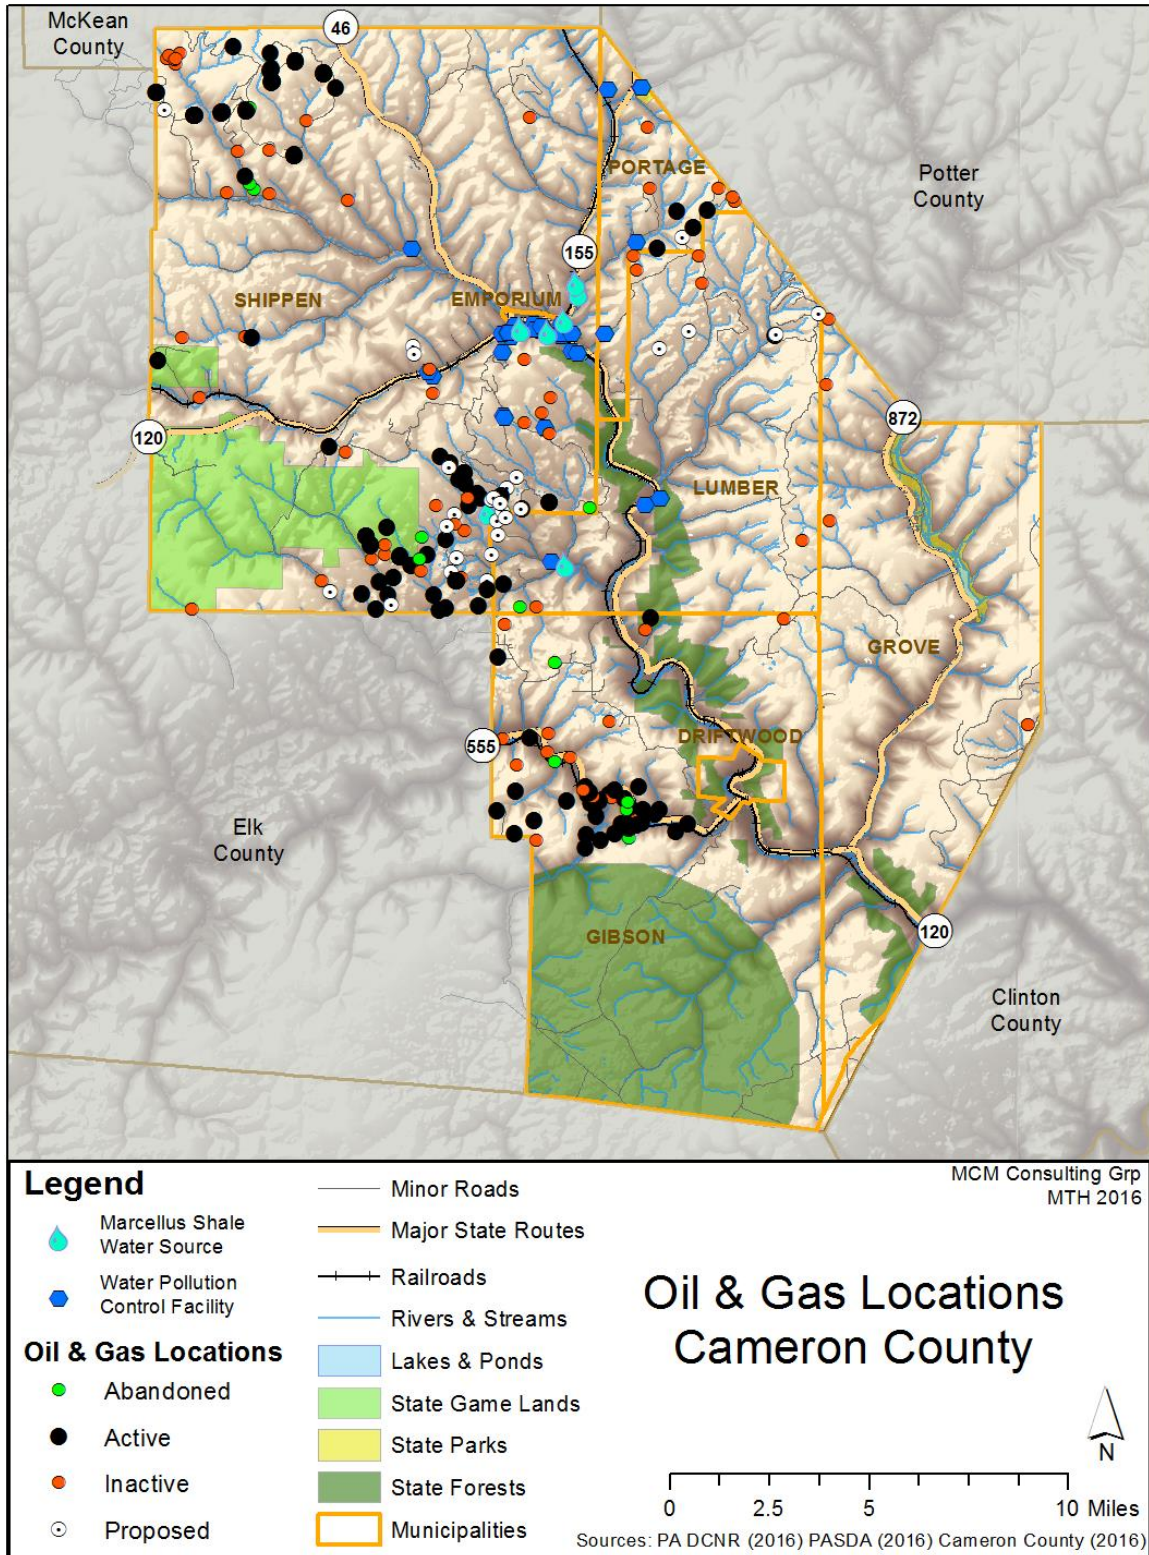 McKean
County
46
PORTAGE
Potter
County
155
SHIPPEN
EMPORIUM
120
872
LUMBER
GROVE
555
DRIFTWOOD
Elk
County
GIBSON
120
Clinton
County
Legend
Marcellus Shale
Water Source
Water Pollution
Control Facility
Oil & Gas Locations
Abandoned
Active
Inactive
Proposed
Minor Roads
Major State Routes
Railroads
Rivers & Streams
Lakes & Ponds
State Game Lands
State Parks
State Forests
Municipalities
MCM Consulting Grp
MTH 2016
Oil & Gas Locations
Cameron County
N
0 2.5 5 10 Miles
Sources: PA DCNR (2016) PASDA (2016) Cameron County (2016)